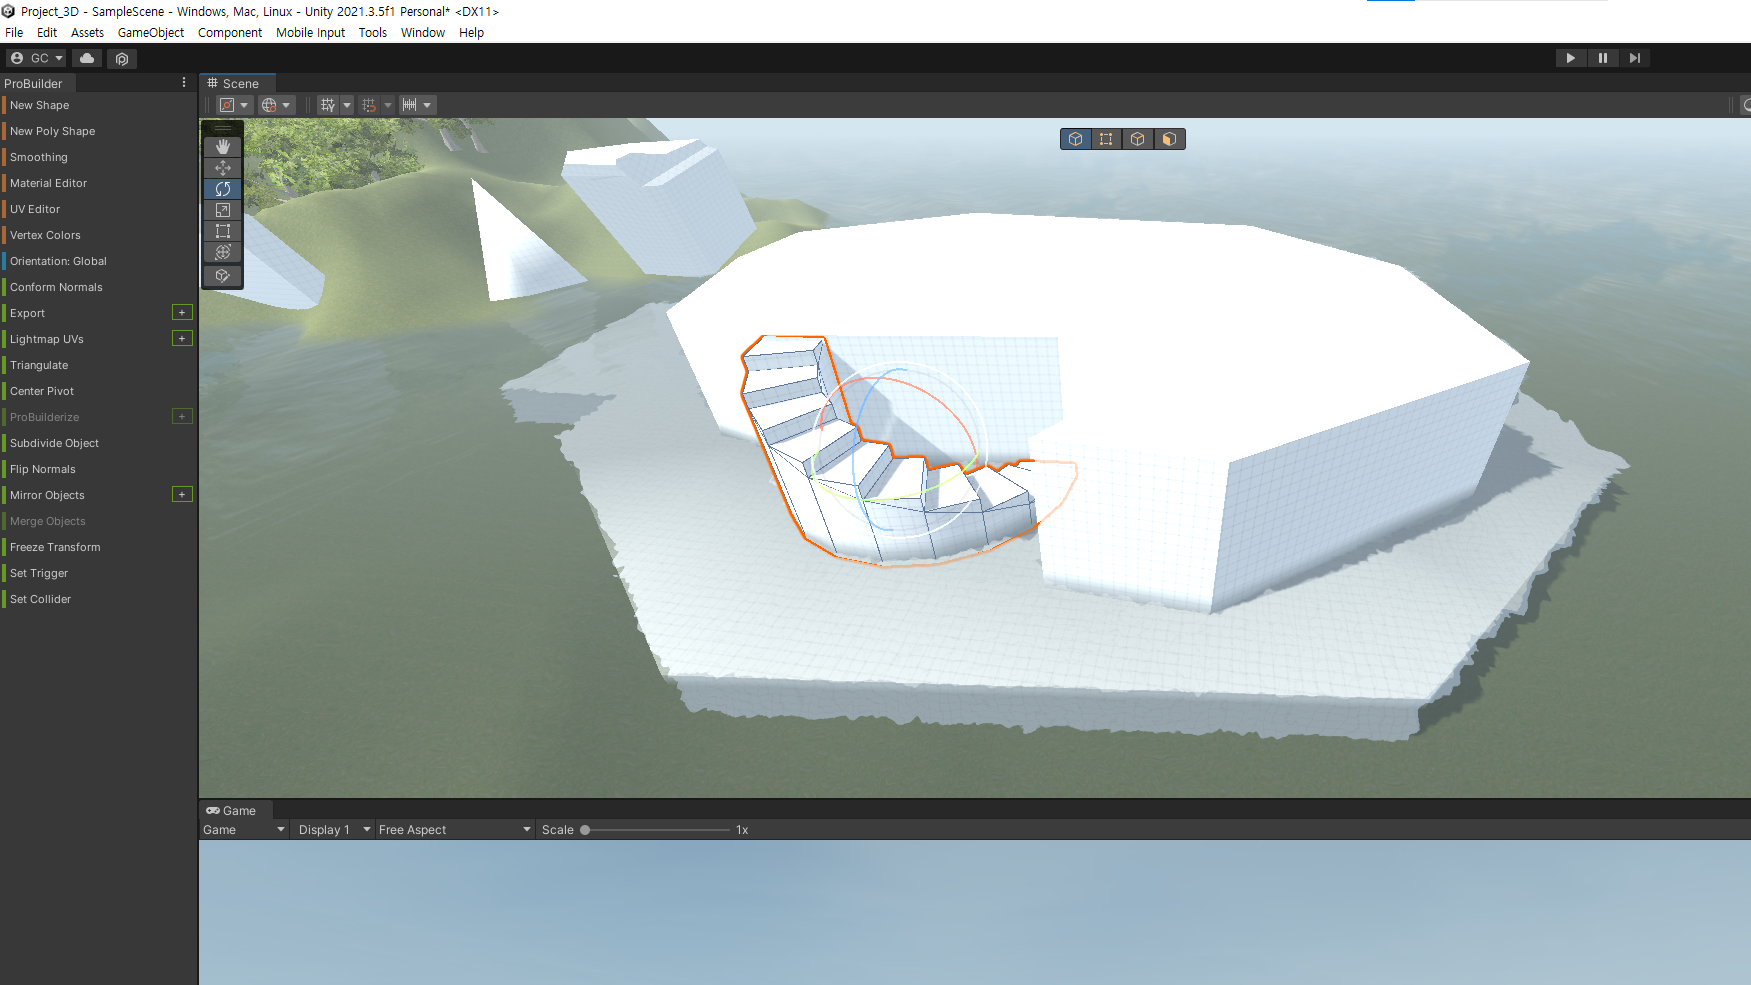 Project_3D - SampleScene - Windows, Mac, Linux - Unity 2021.3.5f1 Personal* <DX11>
File Edit Assets GameObject Component Mobile Input Tools Window Help
GC
ProBuilder
Scene
New Shape
New Poly Shape
Smoothing
Material Editor
UV Editor
Vertex Colors
Orientation: Global
Conform Normals
Export +
Lightmap UVs +
Triangulate
Center Pivot
ProBuilderize +
Subdivide Object
Flip Normals
Mirror Objects +
Merge Objects
Freeze Transform
Set Trigger
Set Collider
Game
Game Display 1 Free Aspect Scale 1x